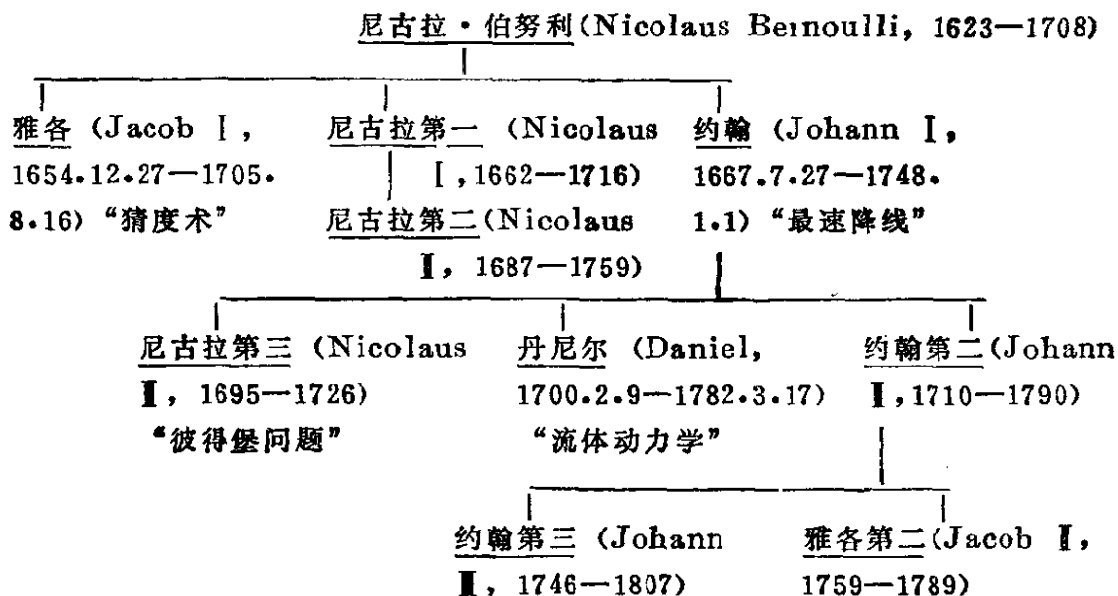 尼古拉·伯努利(Nicolaus Bernoulli, 1623—1708)
雅各 (Jacob I,
1654.12.27—1705.
8.16) “猜度术”
尼古拉第一 (Nicolaus
I, 1662—1716)
尼古拉第二(Nicolaus
Ⅱ, 1687—1759)
约翰 (Johann I,
1667.7.27—1748.
1.1) “最速降线”
尼古拉第三 (Nicolaus
Ⅲ, 1695—1726)
“彼得堡问题”
丹尼尔 (Daniel,
1700.2.9—1782.3.17)
“流体动力学”
约翰第二(Johann
Ⅱ,1710—1790)
约翰第三 (Johann
Ⅲ, 1746—1807)
雅各第二(Jacob Ⅱ,
1759—1789)